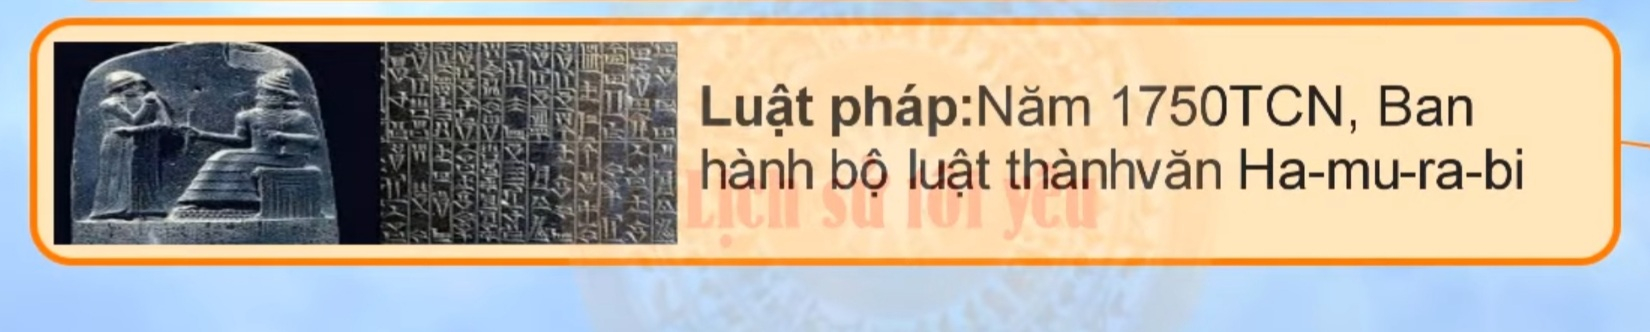 Luật pháp:Năm 1750TCN, Ban
hành bộ luật thànhvăn Ha-mu-ra-bi
Lịch sử tôi yêu